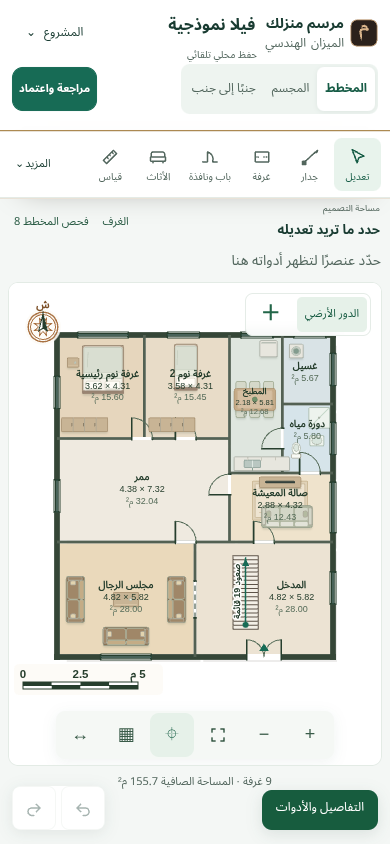 مرسم منزلك
الميزان الهندسي
فيلا نموذجية
حفظ محلي تلقائي
المشروع
المخطط
المجسم
جنبًا إلى جنب
مراجعة واعتماد
تعديل
جدار
غرفة
باب ونافذة
الأثاث
قياس
المزيد
مساحة التصميم
حدد ما تريد تعديله
الغرف
فحص المخطط 8
حدّد عنصرًا لتظهر أدواته هنا
الدور الأرضي
+
ش
غرفة نوم رئيسية
3.62 × 4.31
15.60 م²
غرفة نوم 2
3.58 × 4.31
15.45 م²
المطبخ
2.18 × 5.81
12.68 م²
غسيل
5.67 م²
دورة مياه
5.80 م²
ممر
4.38 × 7.32
32.04 م²
صالة المعيشة
2.88 × 4.32
12.43 م²
مجلس الرجال
4.82 × 5.82
28.00 م²
صعود 19 قائمة
المدخل
4.82 × 5.82
28.00 م²
0 2.5 5 م
9 غرفة · المساحة الصافية 155.7 م²
التفاصيل والأدوات